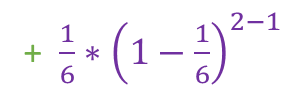 + 1/6 * (1 − 1/6)^(2−1)